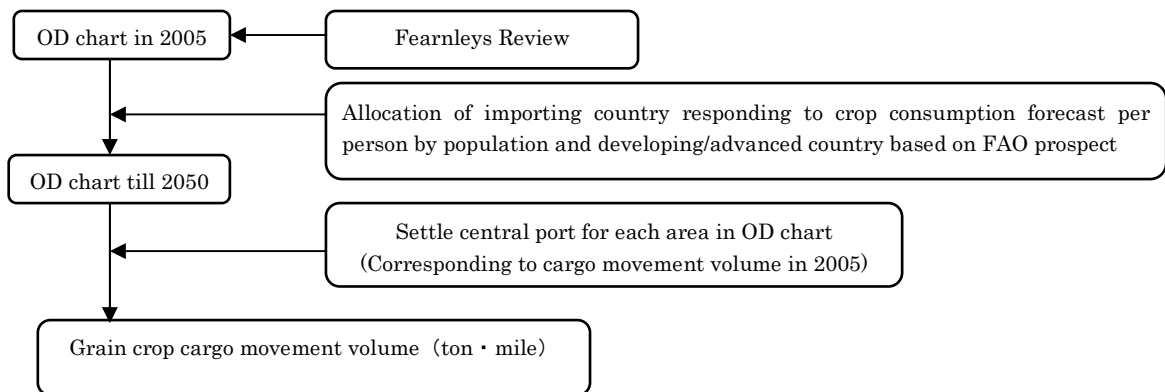 OD chart in 2005
Fearnleys Review
Allocation of importing country responding to crop consumption forecast per
person by population and developing/advanced country based on FAO prospect
OD chart till 2050
Settle central port for each area in OD chart
(Corresponding to cargo movement volume in 2005)
Grain crop cargo movement volume（ton・mile）